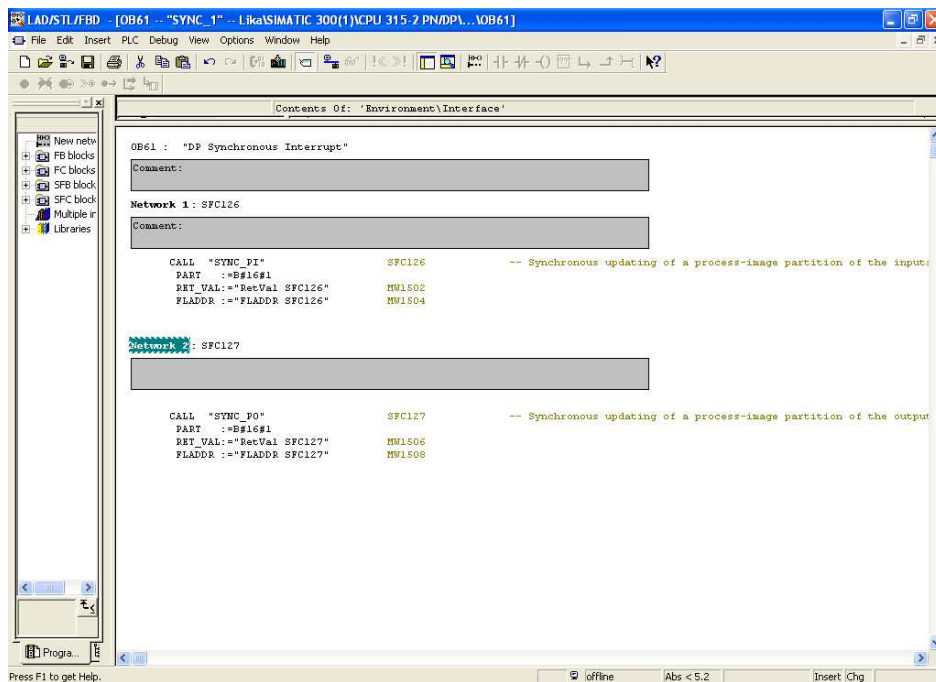 LAD/STL/FBD - [OB61 -- "SYNC_1" -- Lika\SIMATIC 300(1)\CPU 315-2 PN/DP\...\OB61]
File Edit Insert PLC Debug View Options Window Help
Contents Of: 'Environment\Interface'
New netw
FB blocks
FC blocks
SFB block
SFC block
Multiple ir
Libraries
OB61 : "DP Synchronous Interrupt"
Comment:
Network 1: SFC126
Comment:
CALL "SYNC_PI" SFC126 -- Synchronous updating of a process-image partition of the inputs
PART :=B#16#1
RET_VAL:="RetVal SFC126" MW1502
FLADDR :="FLADDR SFC126" MW1504
Network 2: SFC127
CALL "SYNC_PO" SFC127 -- Synchronous updating of a process-image partition of the output
PART :=B#16#1
RET_VAL:="RetVal SFC127" MW1506
FLADDR :="FLADDR SFC127" MW1508
Progra...
Press F1 to get Help.
offline
Abs < 5.2
Insert
Chg